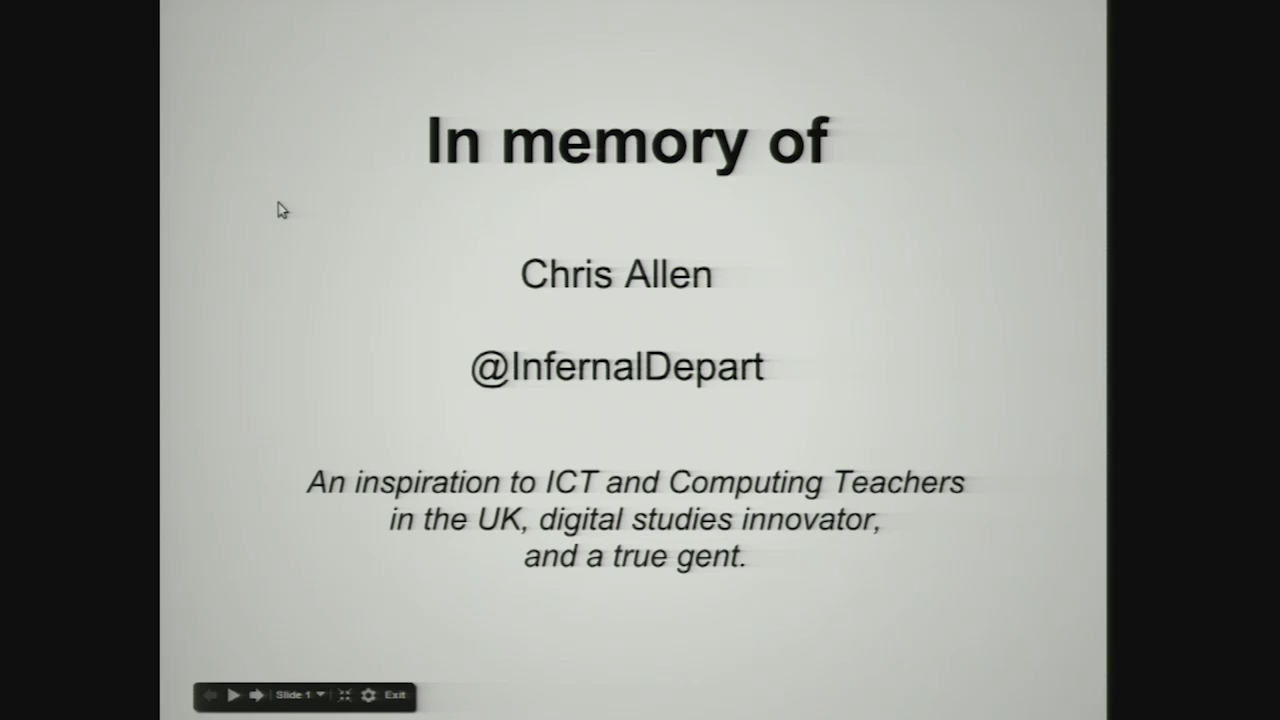 In memory of
Chris Allen
@InfernalDepart
An inspiration to ICT and Computing Teachers
in the UK, digital studies innovator,
and a true gent.
Slide 1
Exit